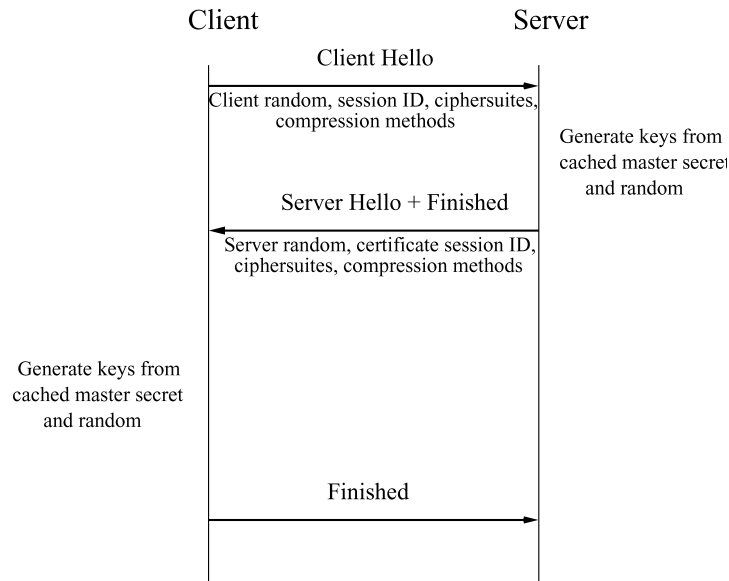 Client
Server
Client Hello
Client random, session ID, ciphersuites,
compression methods
Generate keys from
cached master secret
and random
Server Hello + Finished
Server random, certificate session ID,
ciphersuites, compression methods
Generate keys from
cached master secret
and random
Finished